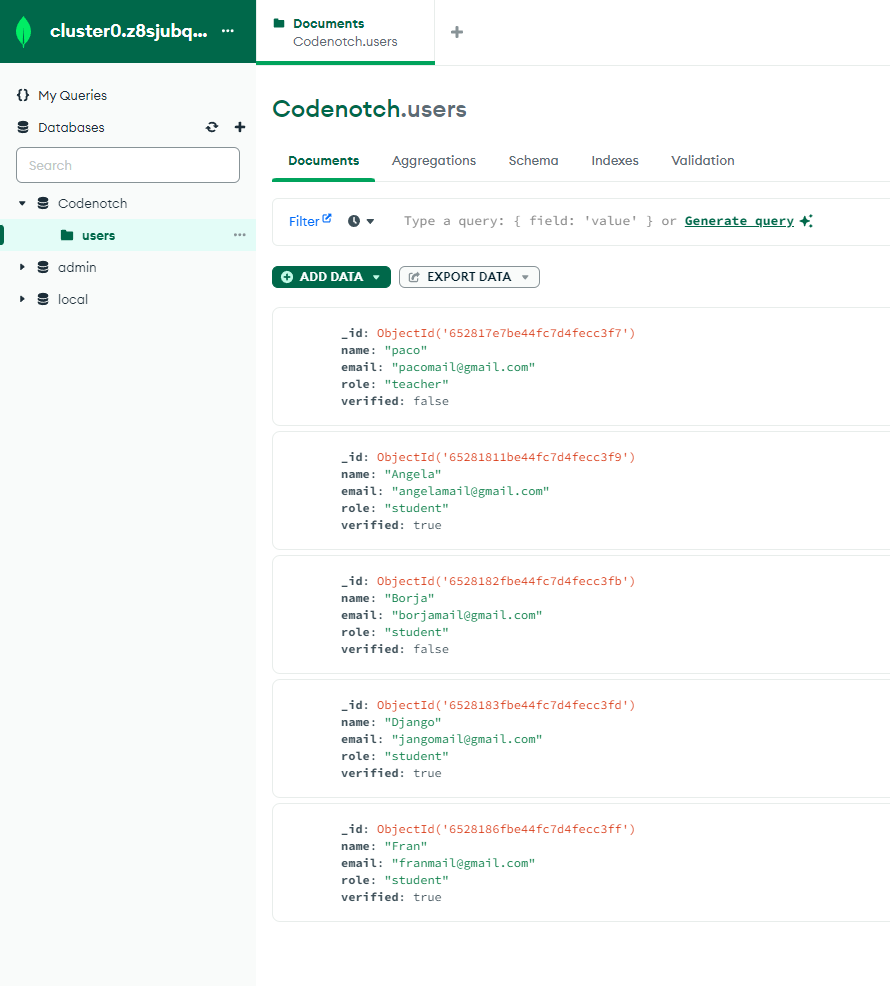 cluster0.z8sjubq... ...
Documents
Codenotch.users
My Queries
Databases
Search
Codenotch
users
admin
local
Codenotch.users
Documents Aggregations Schema Indexes Validation
Filter Type a query: { field: 'value' } or Generate query
ADD DATA EXPORT DATA
_id: ObjectId('652817e7be44fc7d4fecc3f7')
name: "paco"
email: "pacomail@gmail.com"
role: "teacher"
verified: false
_id: ObjectId('65281811be44fc7d4fecc3f9')
name: "Angela"
email: "angelamail@gmail.com"
role: "student"
verified: true
_id: ObjectId('6528182fbe44fc7d4fecc3fb')
name: "Borja"
email: "borjamail@gmail.com"
role: "student"
verified: false
_id: ObjectId('6528183fbe44fc7d4fecc3fd')
name: "Django"
email: "jangomail@gmail.com"
role: "student"
verified: true
_id: ObjectId('6528186fbe44fc7d4fecc3ff')
name: "Fran"
email: "franmail@gmail.com"
role: "student"
verified: true